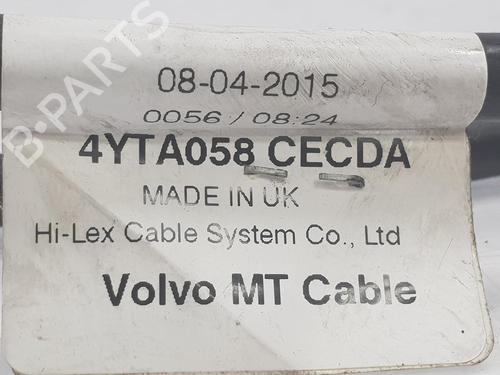 B-PARTS
08-04-2015
0056 / 08:24
4YTA058 CECDA
MADE IN UK
Hi-Lex Cable System Co., Ltd
Volvo MT Cable